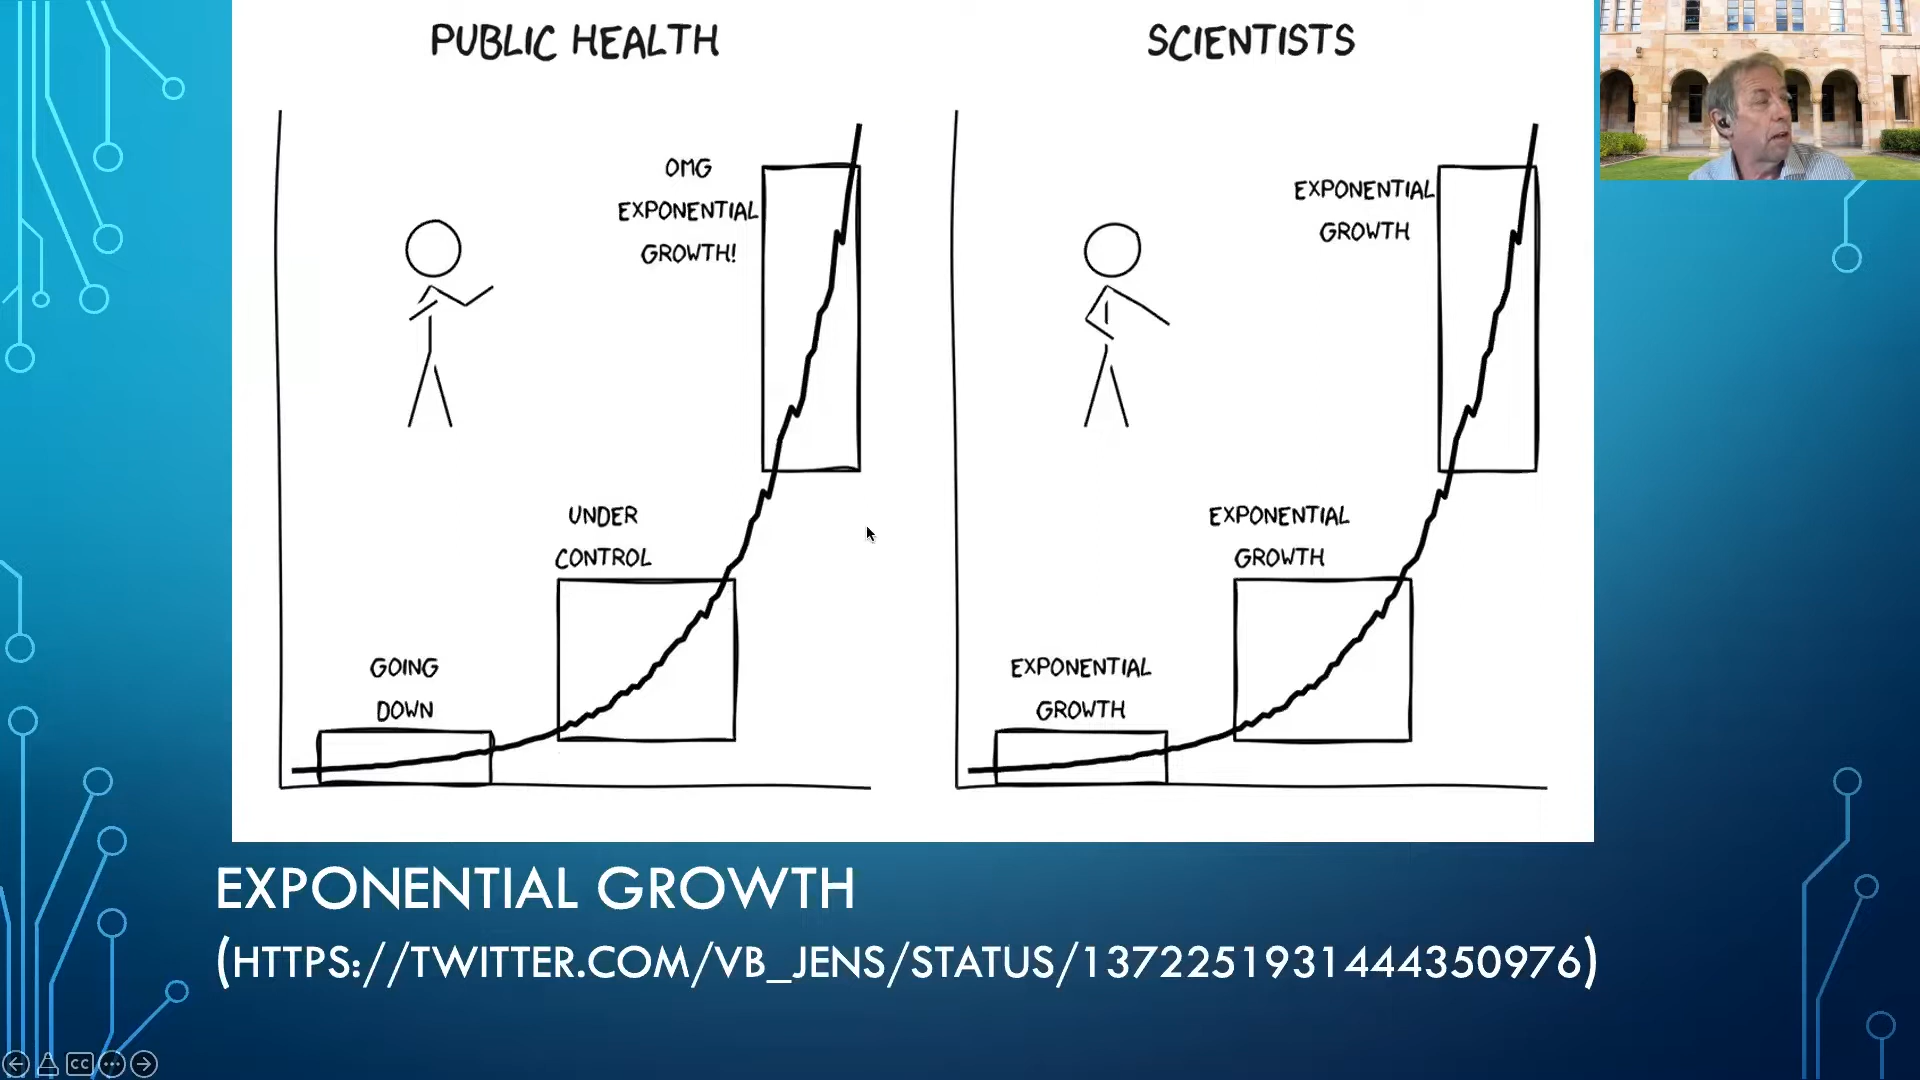 PUBLIC HEALTH
OMG
EXPONENTIAL
GROWTH!
UNDER
CONTROL
GOING
DOWN
SCIENTISTS
EXPONENTIAL
GROWTH
EXPONENTIAL
GROWTH
EXPONENTIAL
GROWTH
EXPONENTIAL GROWTH
(HTTPS://TWITTER.COM/VB_JENS/STATUS/1372251931444350976)
CC